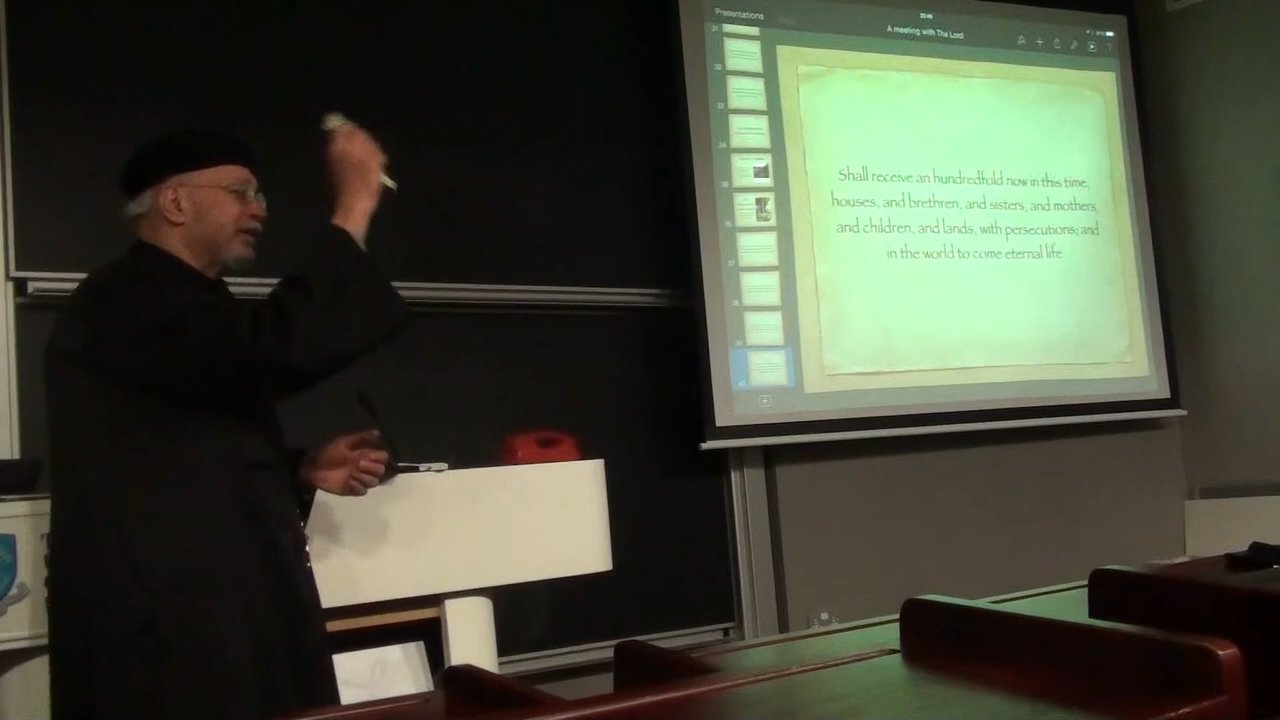 Presentations
A meeting with The Lord
Shall receive an hundredfold now in this time,
houses, and brethren, and sisters, and mothers,
and children, and lands, with persecutions; and
in the world to come eternal life